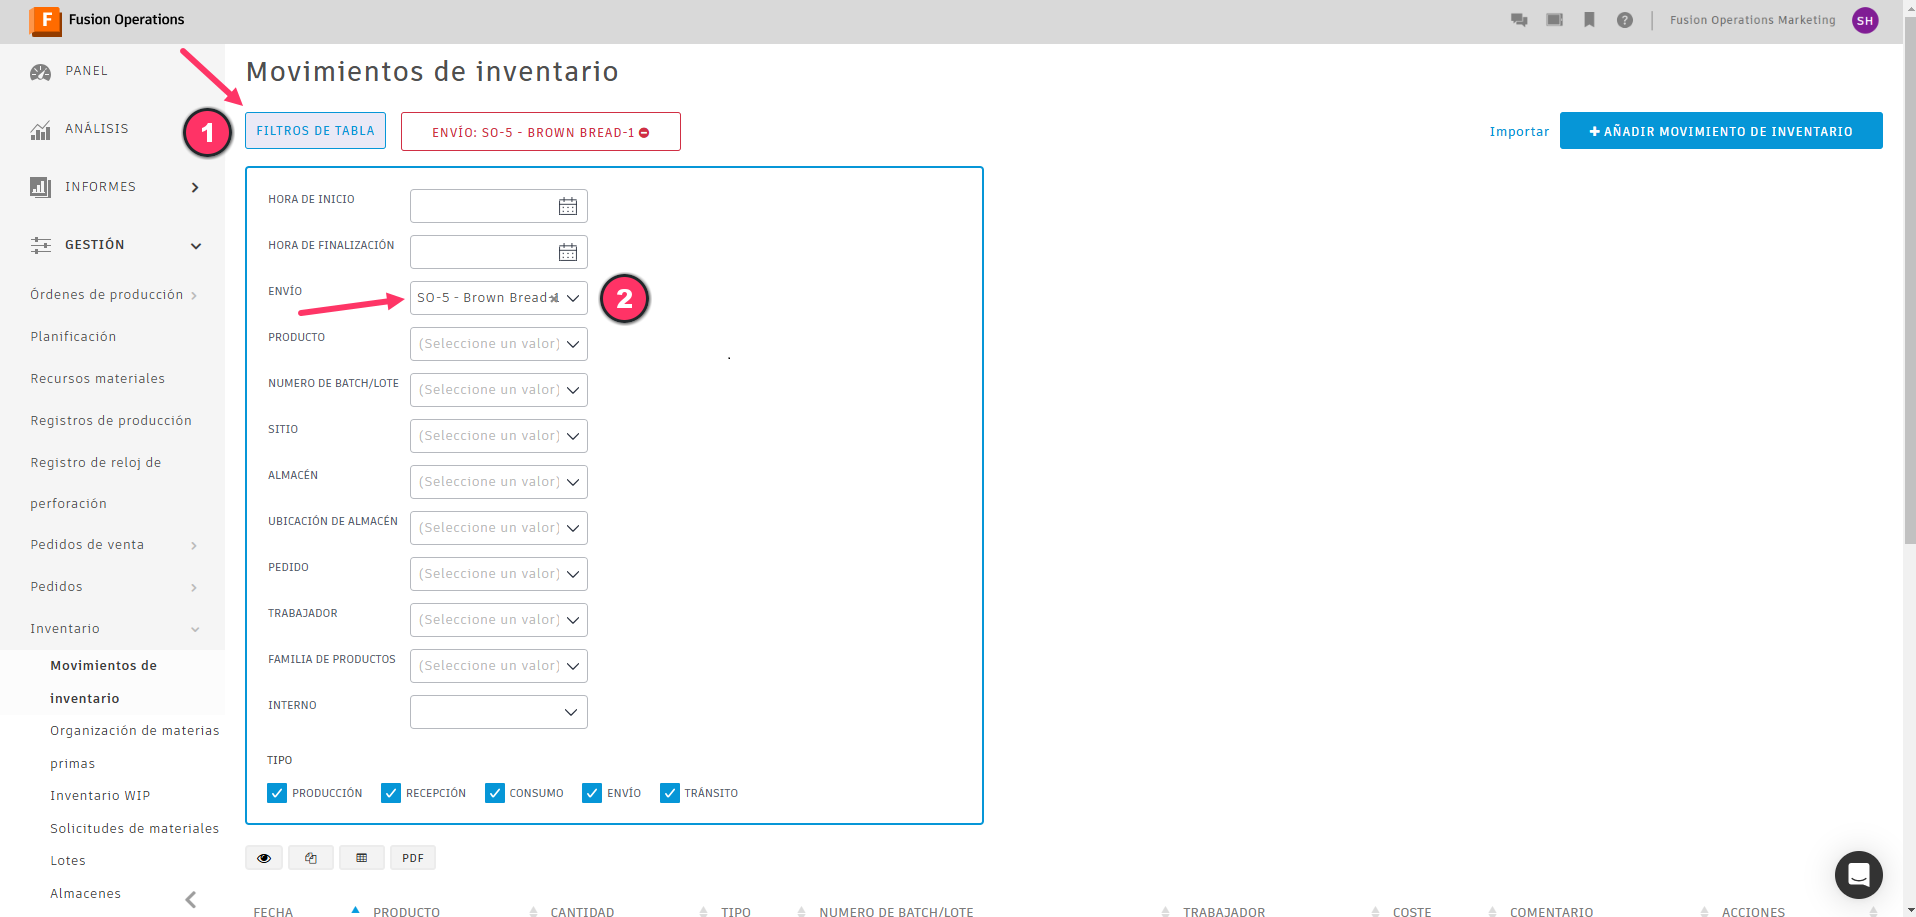 Fusion Operations
Fusion Operations Marketing
SH
PANEL
ANÁLISIS
INFORMES
GESTIÓN
Órdenes de producción
Planificación
Recursos materiales
Registros de producción
Registro de reloj de
perforación
Pedidos de venta
Pedidos
Inventario
Movimientos de
inventario
Organización de materias
primas
Inventario WIP
Solicitudes de materiales
Lotes
Almacenes
Movimientos de inventario
1
FILTROS DE TABLA
ENVÍO: SO-5 - BROWN BREAD-1
Importar
AÑADIR MOVIMIENTO DE INVENTARIO
HORA DE INICIO
HORA DE FINALIZACIÓN
ENVÍO SO-5 - Brown Bread-1
2
PRODUCTO (Seleccione un valor)
NUMERO DE BATCH/LOTE (Seleccione un valor)
SITIO (Seleccione un valor)
ALMACÉN (Seleccione un valor)
UBICACIÓN DE ALMACÉN (Seleccione un valor)
PEDIDO (Seleccione un valor)
TRABAJADOR (Seleccione un valor)
FAMILIA DE PRODUCTOS (Seleccione un valor)
INTERNO
TIPO
PRODUCCIÓN RECEPCIÓN CONSUMO ENVÍO TRÁNSITO
PDF
FECHA PRODUCTO CANTIDAD TIPO NUMERO DE BATCH/LOTE TRABAJADOR COSTE COMENTARIO ACCIONES